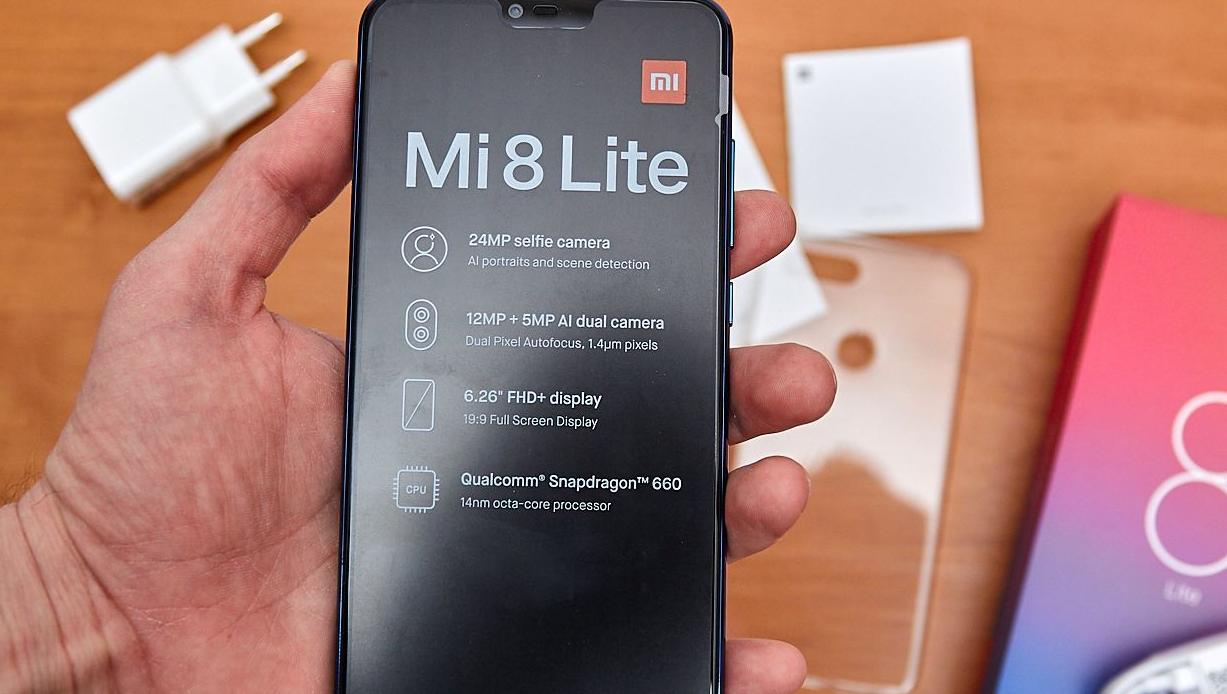 mi
Mi 8 Lite
24MP selfie camera
AI portraits and scene detection
12MP + 5MP AI dual camera
Dual Pixel Autofocus, 1.4μm pixels
6.26" FHD+ display
19:9 Full Screen Display
CPU
Qualcomm® Snapdragon™ 660
14nm octa-core processor
8
Lite